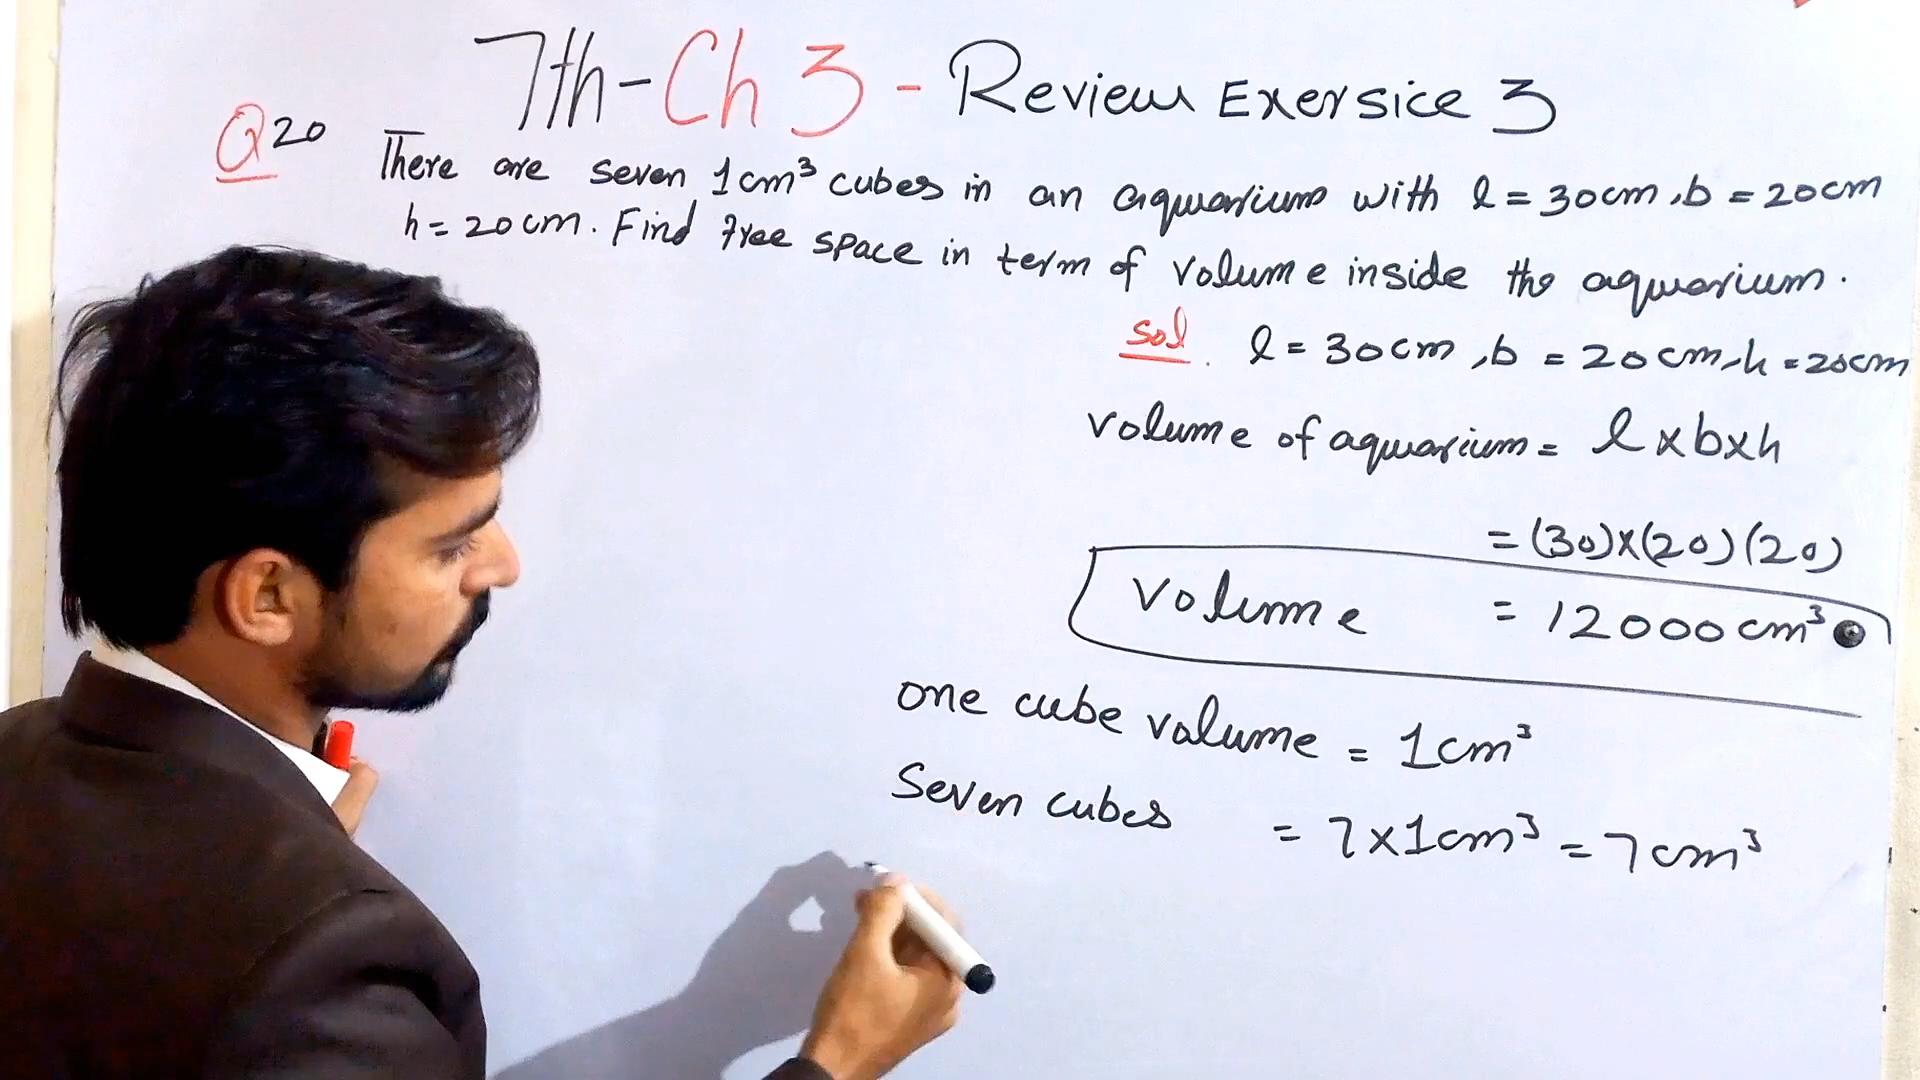 7th-Ch 3 - Review Exersice 3
Q20 There are seven 1cm³ cubes in an aquarium with l = 30cm, b = 20cm
h = 20cm. Find free space in term of volume inside the aquarium.
sol. l = 30cm, b = 20cm, h = 20cm
volume of aquarium = l x b x h
= (30)x(20)(20)
volume = 12000 cm³
one cube volume = 1cm³
Seven cubes = 7x1cm³ = 7cm³